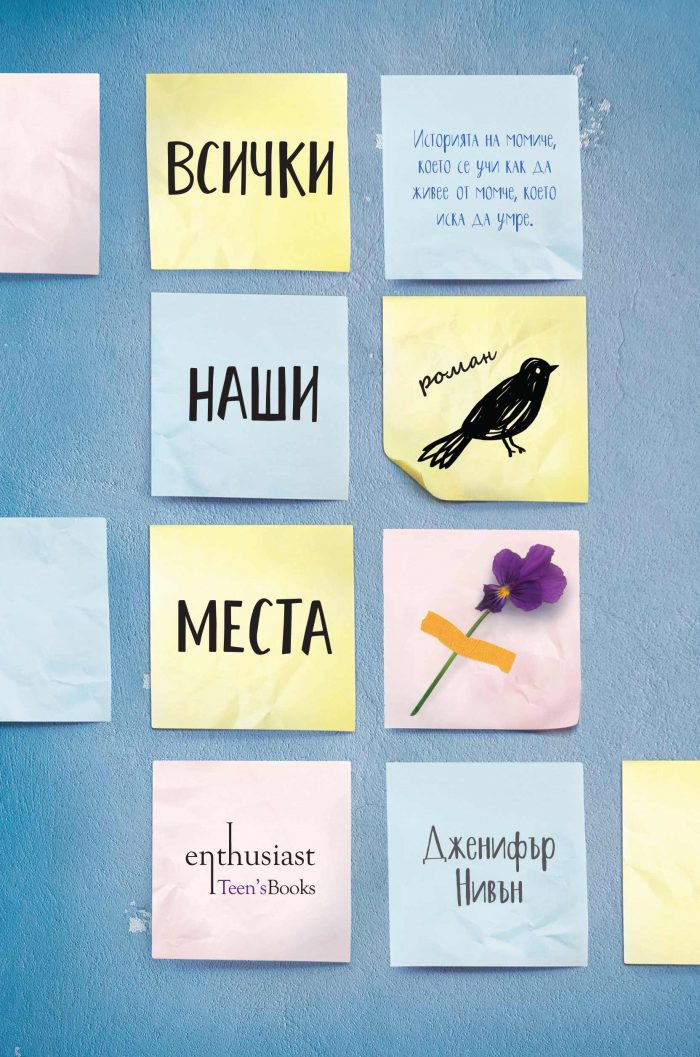 ВСИЧКИ
Историята на момиче,
което се учи как да
живее от момче, което
иска да умре.
НАШИ
роман
МЕСТА
enthusiast
Teen'sBooks
Дженифър
Нивън